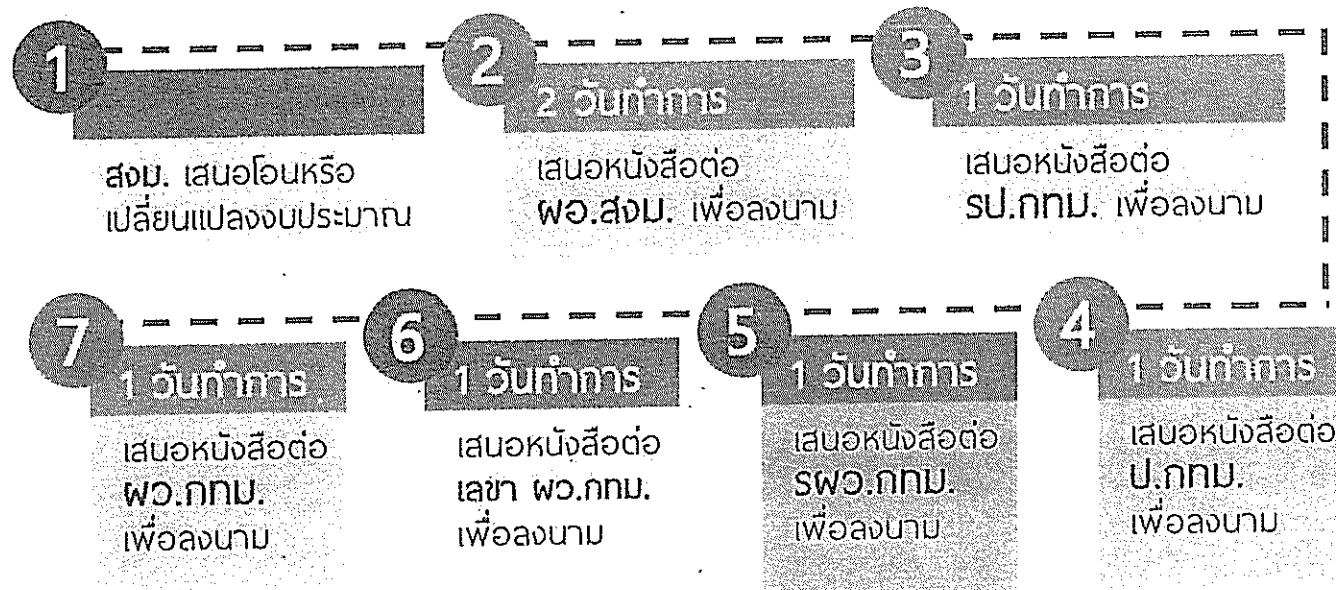 1
สงม. เสนอโอนหรือ
เปลี่ยนแปลงงบประมาณ
2
2 วันทำการ
เสนอหนังสือต่อ
ผอ.สงม. เพื่อลงนาม
3
1 วันทำการ
เสนอหนังสือต่อ
รป.กทม. เพื่อลงนาม
4
1 วันทำการ
เสนอหนังสือต่อ
ป.กทม.
เพื่อลงนาม
5
1 วันทำการ
เสนอหนังสือต่อ
รผว.กทม.
เพื่อลงนาม
6
1 วันทำการ
เสนอหนังสือต่อ
เลขา ผว.กทม.
เพื่อลงนาม
7
1 วันทำการ
เสนอหนังสือต่อ
ผว.กทม.
เพื่อลงนาม